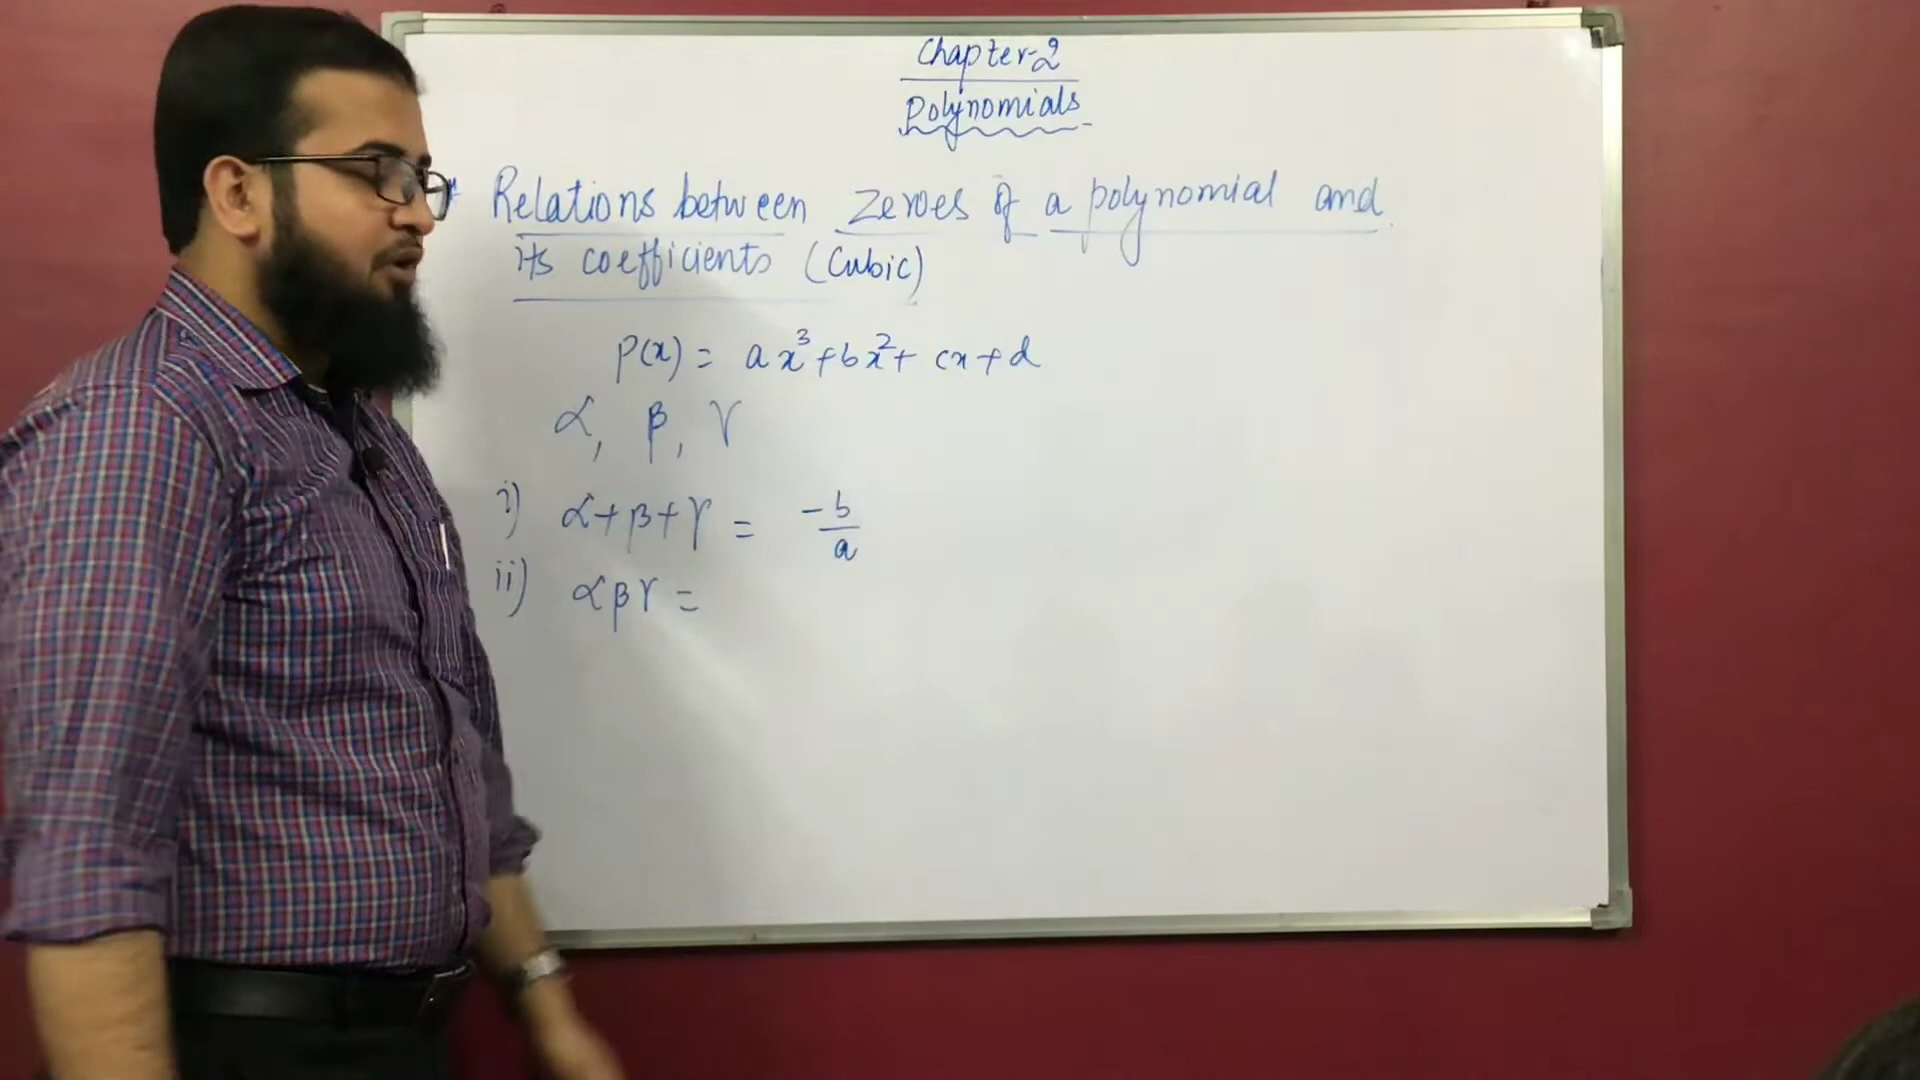 Chapter-2
Polynomials
* Relations between zeroes of a polynomial and
its coefficients (Cubic)
p(x) = ax³+bx²+ cx+d
α, β, γ
i) α+β+γ = -b/a
ii) αβγ =